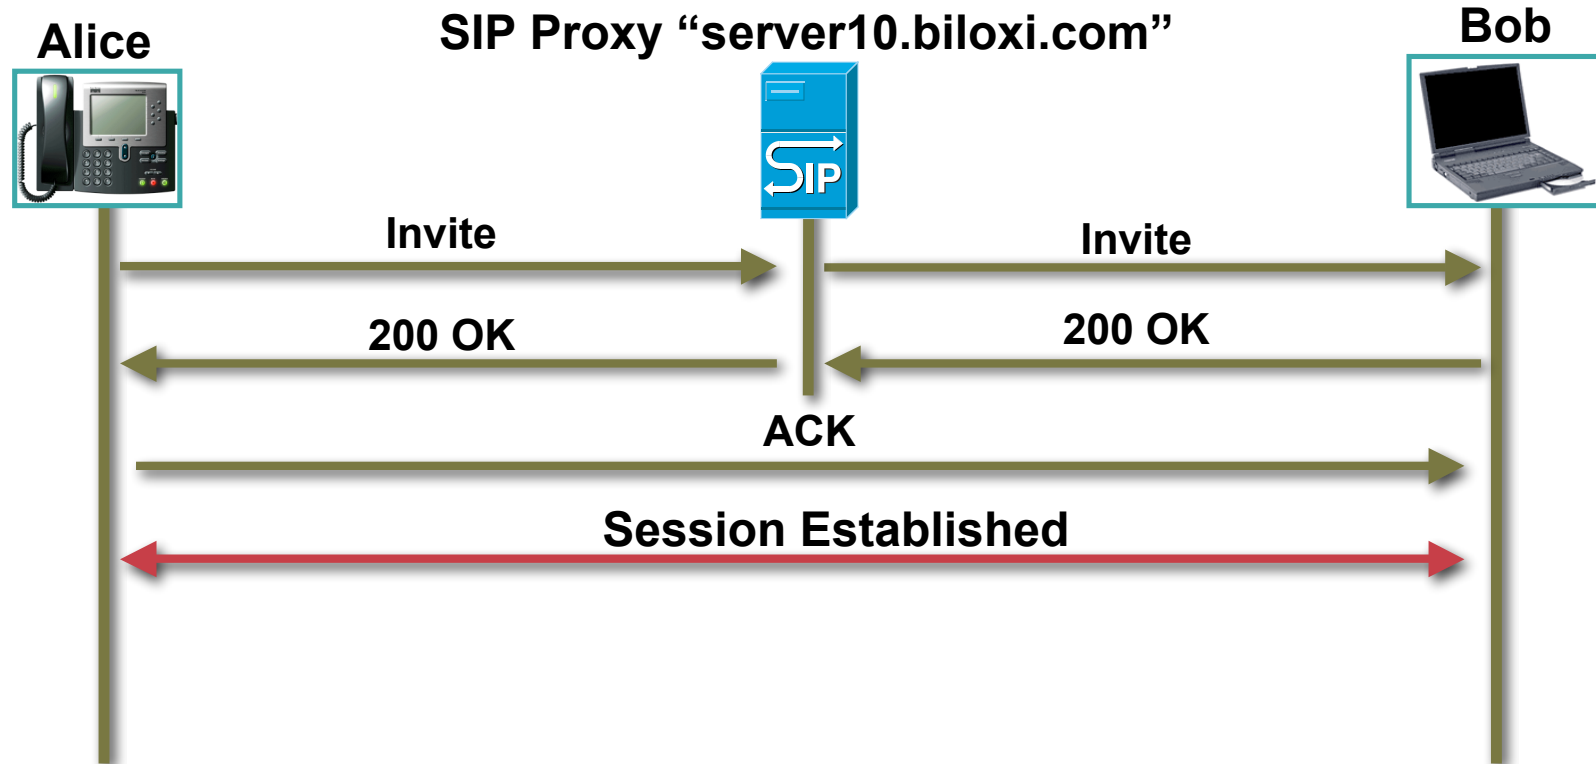 Alice
SIP Proxy “server10.biloxi.com”
Bob
SIP
Invite
Invite
200 OK
200 OK
ACK
Session Established